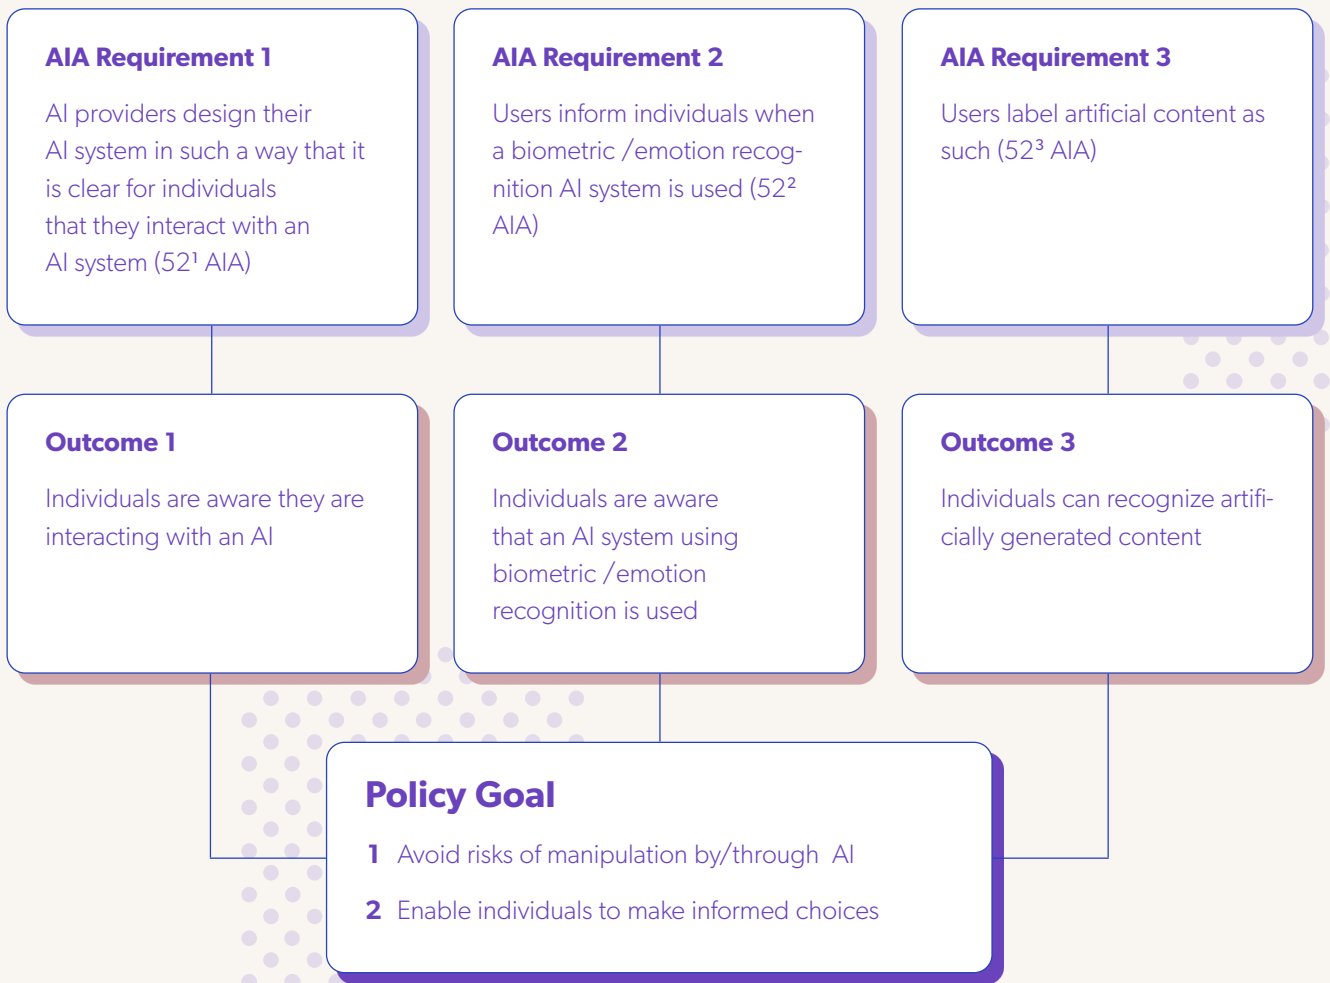 AIA Requirement 1
AI providers design their
AI system in such a way that it
is clear for individuals
that they interact with an
AI system (52¹ AIA)
AIA Requirement 2
Users inform individuals when
a biometric /emotion recog-
nition AI system is used (52²
AIA)
AIA Requirement 3
Users label artificial content as
such (52³ AIA)
Outcome 1
Individuals are aware they are
interacting with an AI
Outcome 2
Individuals are aware
that an AI system using
biometric /emotion
recognition is used
Outcome 3
Individuals can recognize artifi-
cially generated content
Policy Goal
1 Avoid risks of manipulation by/through AI
2 Enable individuals to make informed choices